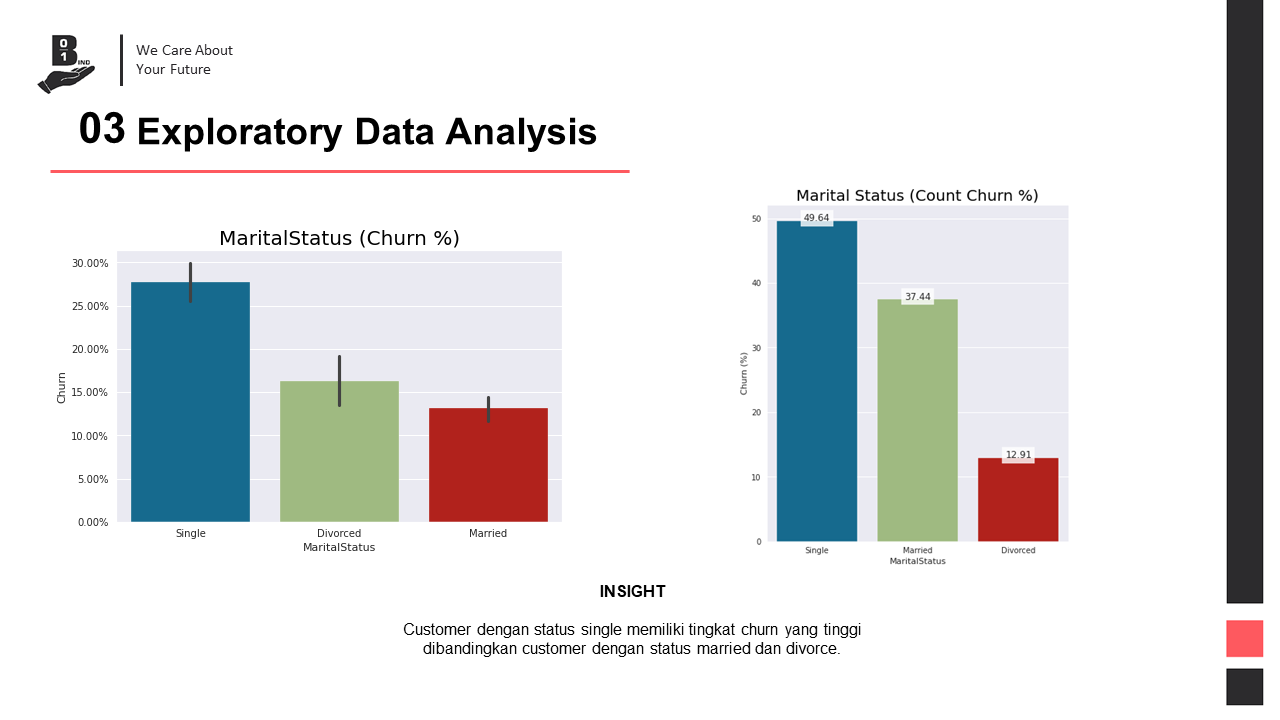 B
0
1
IND
We Care About
Your Future
03 Exploratory Data Analysis
MaritalStatus (Churn %)
30.00%
25.00%
20.00%
15.00%
10.00%
5.00%
0.00%
Churn
Single
Divorced
Married
MaritalStatus
Marital Status (Count Churn %)
50
40
30
20
10
0
Churn (%)
49.64
37.44
12.91
Single
Married
Divorced
MaritalStatus
INSIGHT
Customer dengan status single memiliki tingkat churn yang tinggi
dibandingkan customer dengan status married dan divorce.